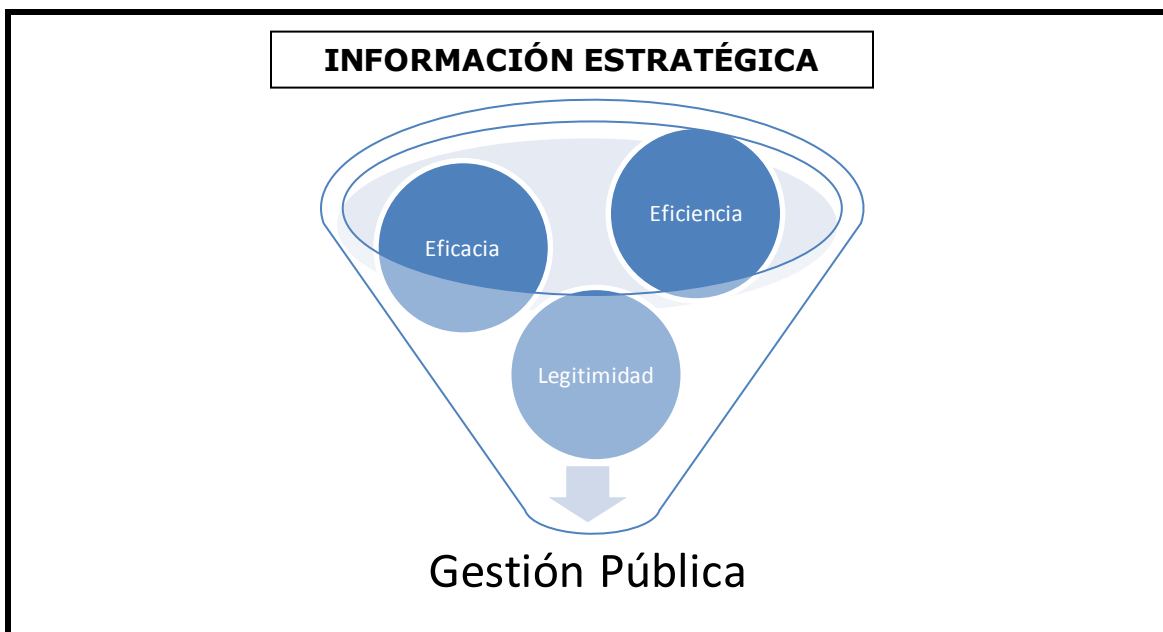 INFORMACIÓN ESTRATÉGICA
Eficiencia
Eficacia
Legitimidad
Gestión Pública